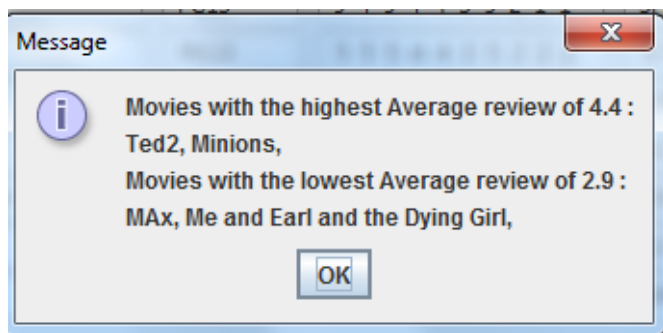 Message
Movies with the highest Average review of 4.4 :
Ted2, Minions,
Movies with the lowest Average review of 2.9 :
MAx, Me and Earl and the Dying Girl,
OK